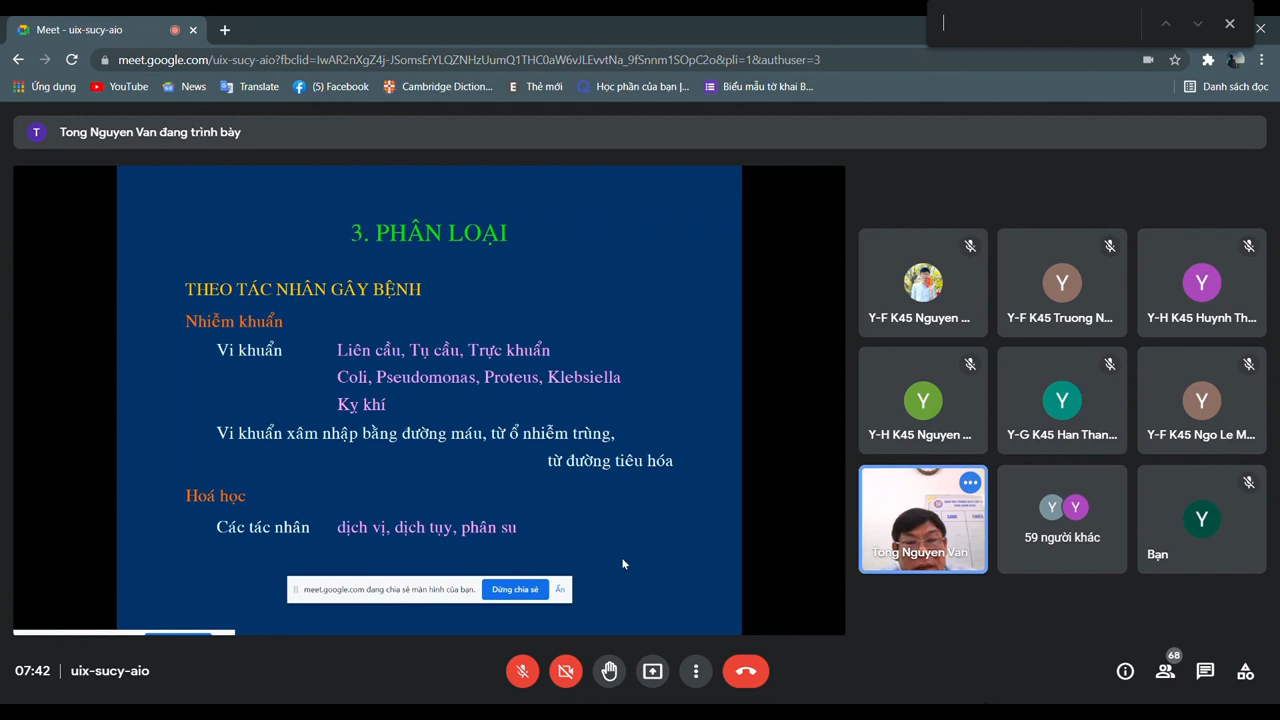 Meet - uix-sucy-aio
meet.google.com/uix-sucy-aio?fbclid=IwAR2nXgZ4j-JSomsErYLQZNHzUumQ1THC0aW6vJLEvvtNa_9fSnnm1SOpC2o&pli=1&authuser=3
Ứng dụng YouTube News Translate (5) Facebook Cambridge Diction... Thẻ mới Học phần của bạn |... Biểu mẫu tờ khai B... Danh sách đọc
T Tong Nguyen Van đang trình bày
3. PHÂN LOẠI
THEO TÁC NHÂN GÂY BỆNH
Nhiễm khuẩn
Vi khuẩn Liên cầu, Tụ cầu, Trực khuẩn
Coli, Pseudomonas, Proteus, Klebsiella
Kỵ khí
Vi khuẩn xâm nhập bằng đường máu, từ ổ nhiễm trùng,
từ đường tiêu hóa
Hoá học
Các tác nhân dịch vị, dịch tụy, phân su
meet.google.com đang chia sẻ màn hình của bạn. Dừng chia sẻ Ẩn
Y-F K45 Nguyen ...
Y
Y-F K45 Truong N...
Y
Y-H K45 Huynh Th...
Y
Y-H K45 Nguyen ...
Y
Y-G K45 Han Than...
Y
Y-F K45 Ngo Le M...
Tong Nguyen Van
Y Y
59 người khác
Y
Bạn
07:42 | uix-sucy-aio
68